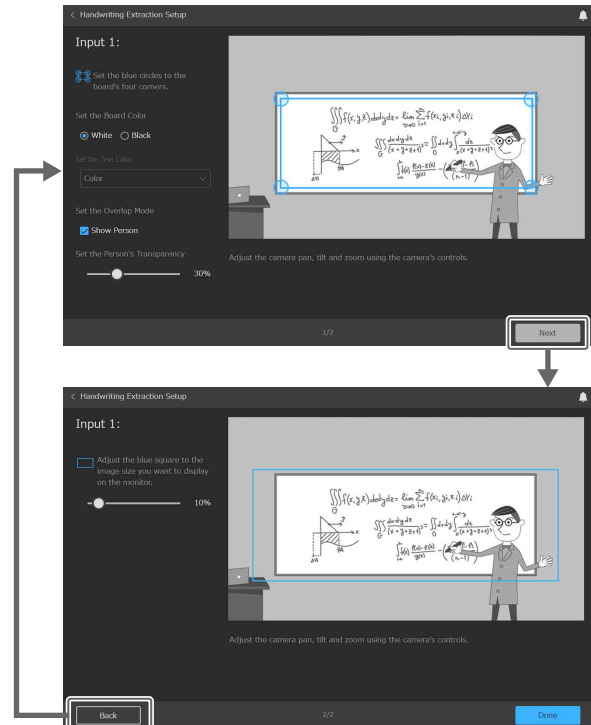 < Handwriting Extraction Setup
Input 1:
Set the blue circles to the
board's four corners.
Set the Board Color
White
Black
Set the Text Color
Color
Set the Overlap Mode
Show Person
Set the Person's Transparency
30%
Adjust the camera pan, tilt and zoom using the camera's controls.
1/2
Next
< Handwriting Extraction Setup
Input 1:
Adjust the blue square to the
image size you want to display
on the monitor.
10%
Adjust the camera pan, tilt and zoom using the camera's controls.
Back
2/2
Done